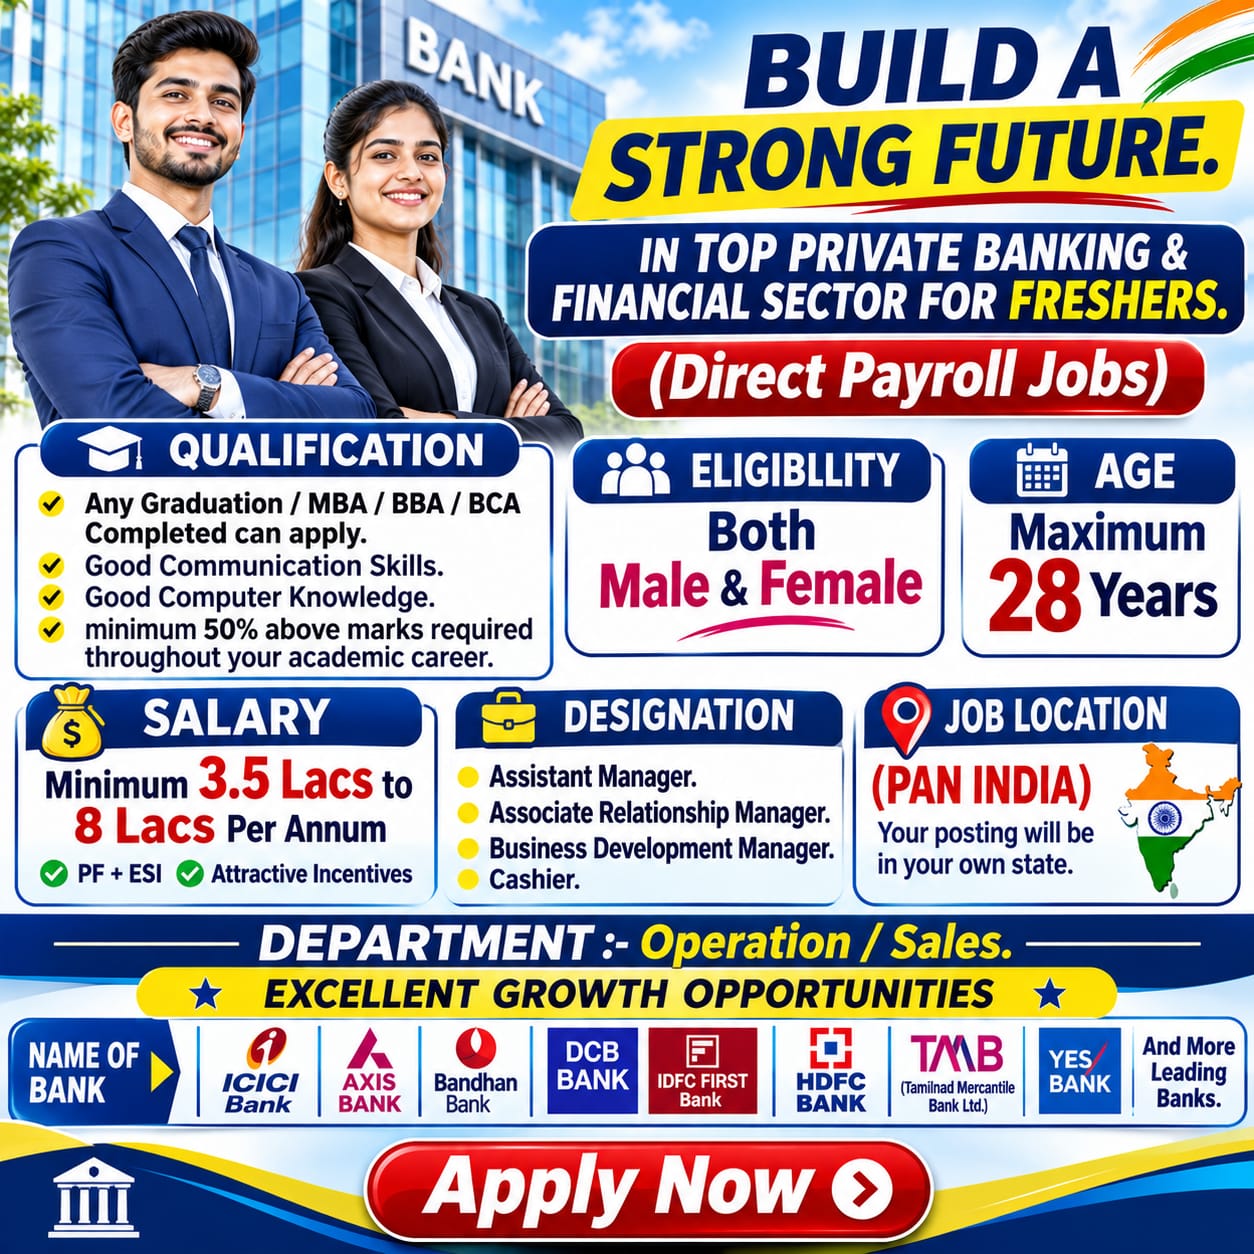 BANK
BUILD A
STRONG FUTURE.
IN TOP PRIVATE BANKING &
FINANCIAL SECTOR FOR FRESHERS.
(Direct Payroll Jobs)
QUALIFICATION
Any Graduation / MBA / BBA / BCA
Completed can apply.
Good Communication Skills.
Good Computer Knowledge.
minimum 50% above marks required
throughout your academic career.
ELIGIBLLITY
Both
Male & Female
AGE
Maximum
28 Years
SALARY
Minimum 3.5 Lacs to
8 Lacs Per Annum
PF + ESI Attractive Incentives
DESIGNATION
Assistant Manager.
Associate Relationship Manager.
Business Development Manager.
Cashier.
JOB LOCATION
(PAN INDIA)
Your posting will be
in your own state.
DEPARTMENT :- Operation / Sales.
EXCELLENT GROWTH OPPORTUNITIES
NAME OF
BANK
ICICI
Bank
AXIS
BANK
Bandhan
Bank
DCB
BANK
IDFC FIRST
Bank
HDFC
BANK
TMB
(Tamilnad Mercantile
Bank Ltd.)
YES
BANK
And More
Leading
Banks.
Apply Now